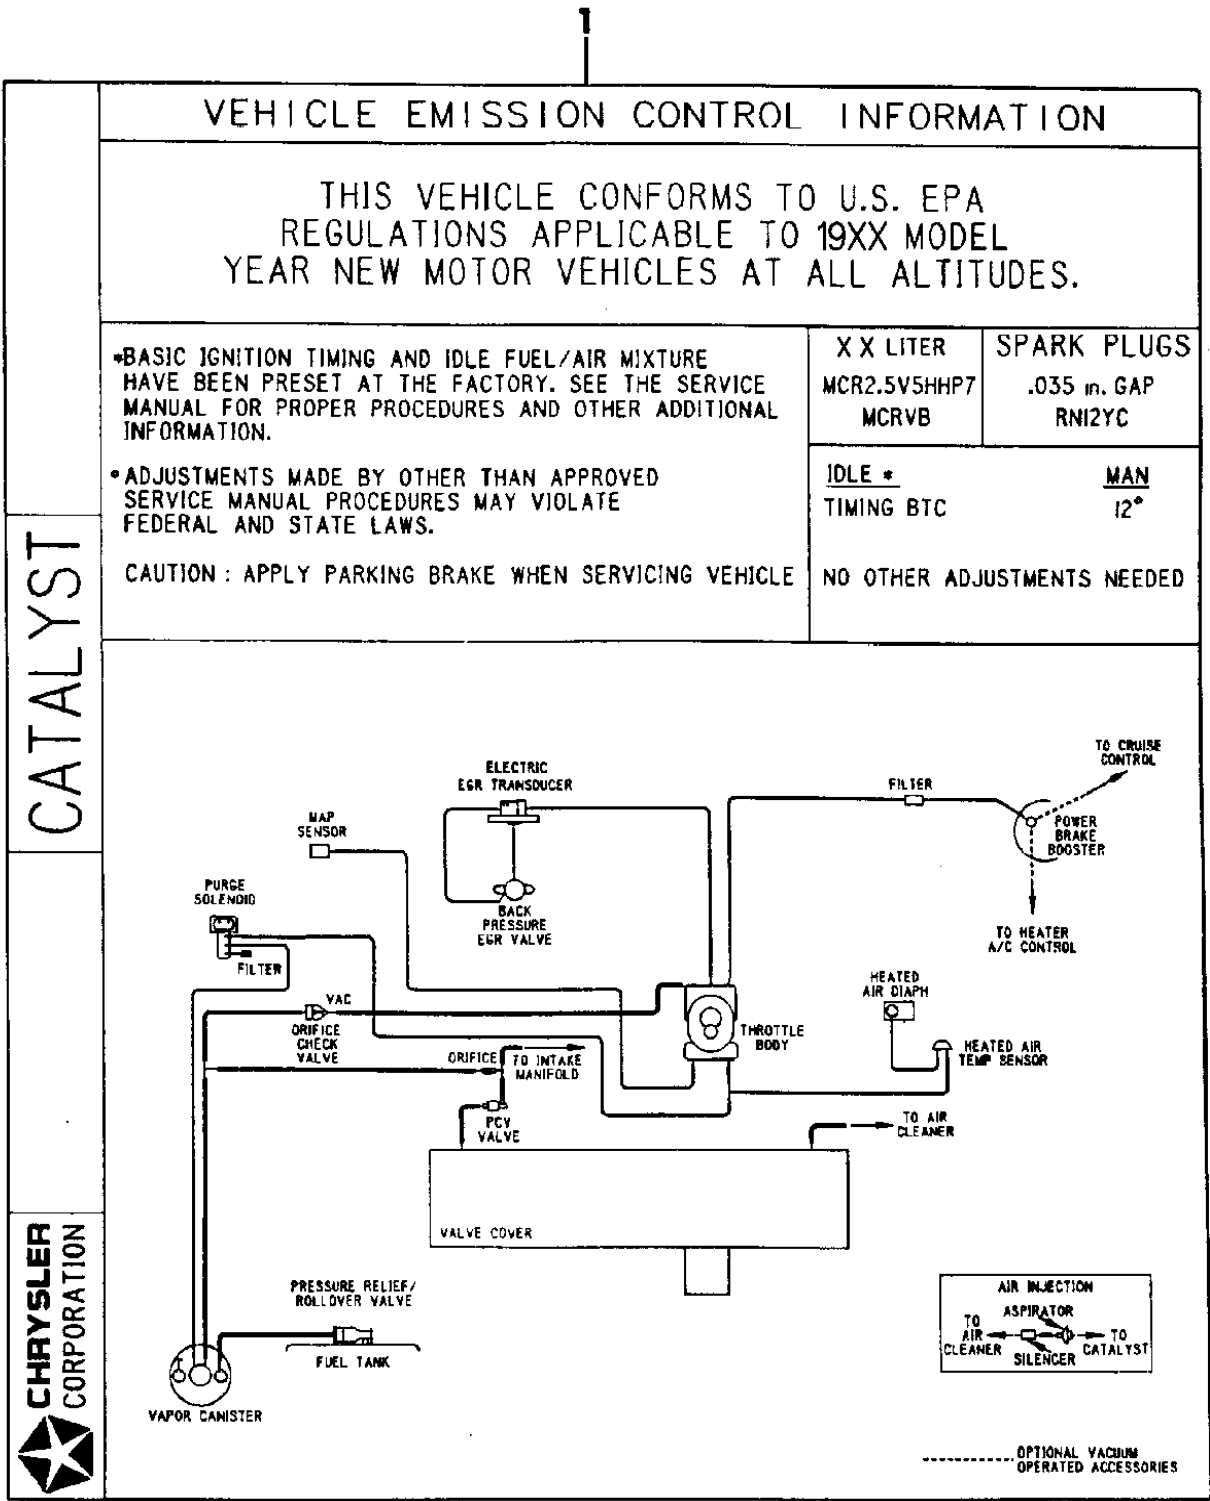 1
VEHICLE EMISSION CONTROL INFORMATION
THIS VEHICLE CONFORMS TO U.S. EPA
REGULATIONS APPLICABLE TO 19XX MODEL
YEAR NEW MOTOR VEHICLES AT ALL ALTITUDES.
*BASIC IGNITION TIMING AND IDLE FUEL/AIR MIXTURE
HAVE BEEN PRESET AT THE FACTORY. SEE THE SERVICE
MANUAL FOR PROPER PROCEDURES AND OTHER ADDITIONAL
INFORMATION.
•ADJUSTMENTS MADE BY OTHER THAN APPROVED
SERVICE MANUAL PROCEDURES MAY VIOLATE
FEDERAL AND STATE LAWS.
CAUTION : APPLY PARKING BRAKE WHEN SERVICING VEHICLE
XX LITER
MCR2.5V5HHP7
MCRVB
SPARK PLUGS
.035 in. GAP
RN12YC
IDLE * MAN
TIMING BTC 12°
NO OTHER ADJUSTMENTS NEEDED
CATALYST
CHRYSLER
CORPORATION
TO CRUISE
CONTROL
ELECTRIC
EGR TRANSDUCER
FILTER
MAP
SENSOR
POWER
BRAKE
BOOSTER
PURGE
SOLENOID
BACK
PRESSURE
EGR VALVE
TO HEATER
A/C CONTROL
FILTER
HEATED
AIR DIAPH
VAC
ORIFICE
CHECK
VALVE
THROTTLE
BODY
HEATED AIR
TEMP SENSOR
ORIFICE
TO INTAKE
MANIFOLD
PCV
VALVE
TO AIR
CLEANER
VALVE COVER
PRESSURE RELIEF/
ROLLOVER VALVE
FUEL TANK
VAPOR CANISTER
AIR INJECTION
ASPIRATOR
TO
AIR
CLEANER
SILENCER
TO
CATALYST
OPTIONAL VACUUM
OPERATED ACCESSORIES